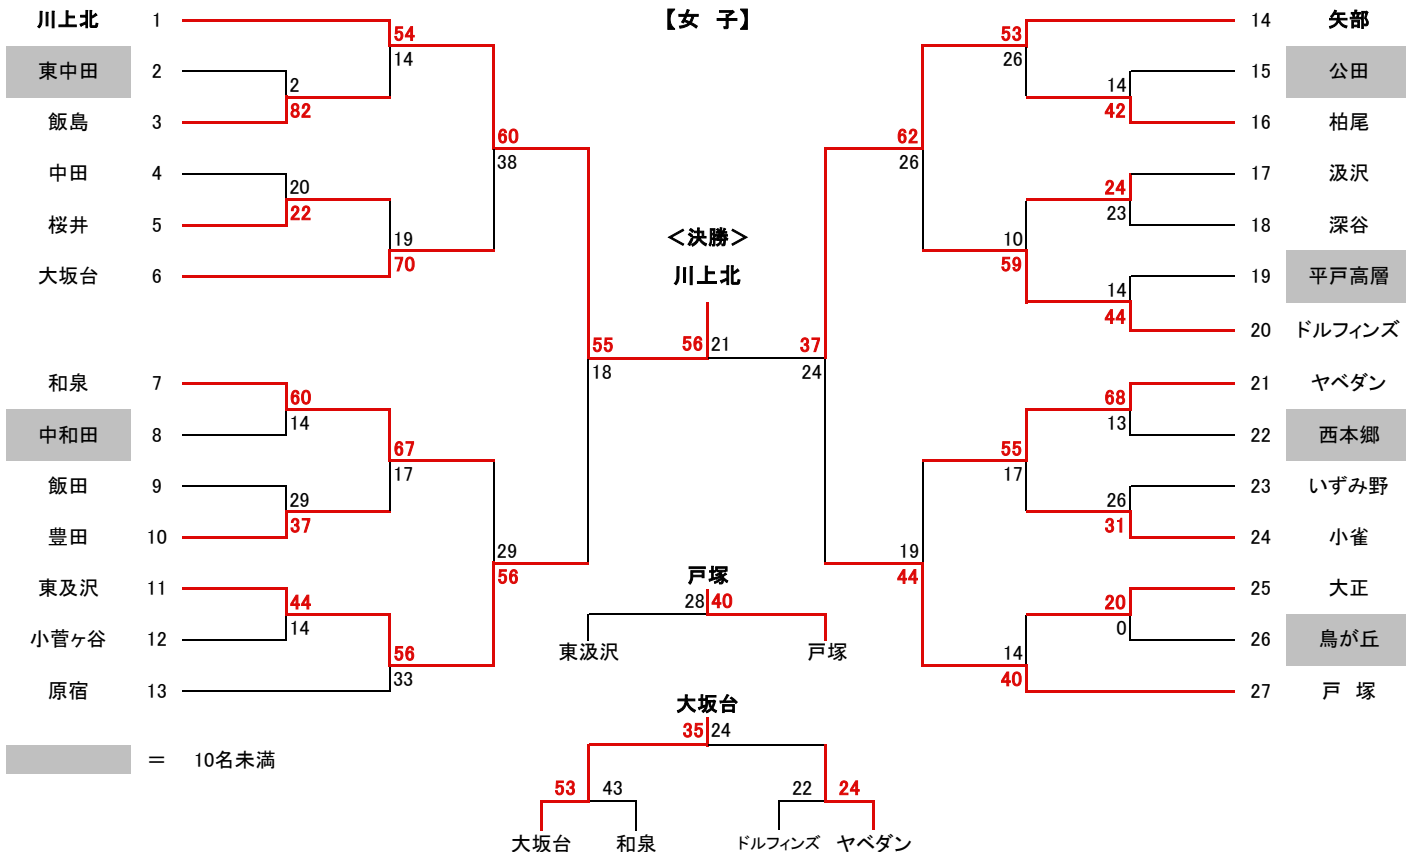 【女 子】
川上北 1
東中田 2
飯島 3
中田 4
桜井 5
大坂台 6
和泉 7
中和田 8
飯田 9
豊田 10
東及沢 11
小菅ヶ谷 12
原宿 13
＝ 10名未満
54
14
2
82
20
22
19
70
60
38
60
14
67
17
29
37
44
14
56
33
29
56
55
18
＜決勝＞
川上北
56 21
戸塚
28 40
東汲沢 戸塚
大坂台
35 24
53 43 22 24
大坂台 和泉 ドルフィンズ ヤベダン
37
24
62
26
53
26
14
42
24
23
10
59
14
44
68
13
55
17
26
31
19
44
20
0
14
40
14 矢部
15 公田
16 柏尾
17 汲沢
18 深谷
19 平戸高層
20 ドルフィンズ
21 ヤベダン
22 西本郷
23 いずみ野
24 小雀
25 大正
26 鳥が丘
27 戸 塚